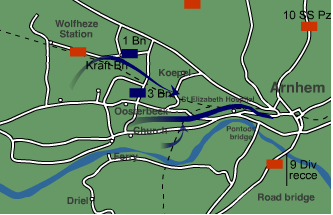 10 SS Pz
Wolfheze
Station
1 Bn
Kraft Bn
Koepel
3 Bn
St Elizabeth Hospital
Arnhem
Oosterbeek
Church
Pontoon
bridge
Ferry
9 Div
recce
Driel
Road bridge